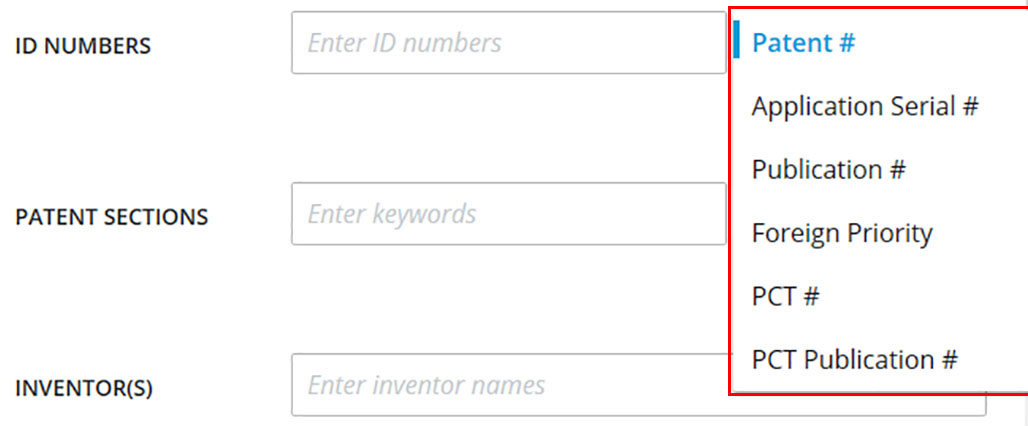 ID NUMBERS
Enter ID numbers
Patent #
Application Serial #
Publication #
PATENT SECTIONS
Enter keywords
Foreign Priority
PCT #
PCT Publication #
INVENTOR(S)
Enter inventor names